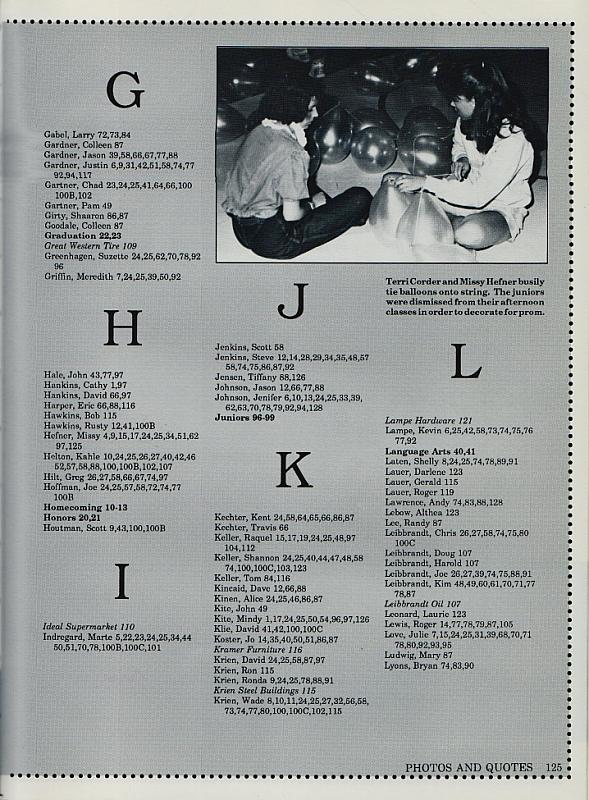 G
Gabel, Larry 72,73,84
Gardner, Colleen 87
Gardner, Jason 39,58,66,67,77,88
Gardner, Justin 6,9,31,42,51,58,74,77
92,94,117
Gartner, Chad 23,24,25,41,64,66,100
100B,102
Gartner, Pam 49
Girty, Shaaron 86,87
Goodale, Colleen 87
Graduation 22,23
Great Western Tire 109
Greenhagen, Suzette 24,25,62,70,78,92
96
Griffin, Meredith 7,24,25,39,50,92
H
Hale, John 43,77,97
Hankins, Cathy 1,97
Hankins, David 66,97
Harper, Eric 66,88,116
Hawkins, Bob 115
Hawkins, Rusty 12,41,100B
Hefner, Missy 4,9,15,17,24,25,34,51,62
97,125
Helton, Kahle 10,24,25,26,27,40,42,46
52,57,58,88,100,100B,102,107
Hilt, Greg 26,27,58,66,67,74,97
Hoffman, Joe 24,25,57,58,72,74,77
100B
Homecoming 10-13
Honors 20,21
Houtman, Scott 9,43,100,100B
I
Ideal Supermarket 110
Indregard, Marte 5,22,23,24,25,34,44
50,51,70,78,100B,100C,101
Terri Corder and Missy Hefner busily
tie balloons onto string. The juniors
were dismissed from their afternoon
classes in order to decorate for prom.
J
Jenkins, Scott 58
Jenkins, Steve 12,14,28,29,34,35,48,57
58,74,75,86,87,92
Jensen, Tiffany 88,126
Johnson, Jason 12,66,77,88
Johnson, Jenifer 6,10,13,24,25,33,39,
62,63,70,78,79,92,94,128
Juniors 96-99
K
Kechter, Kent 24,58,64,65,66,86,87
Kechter, Travis 66
Keller, Raquel 15,17,19,24,25,48,97
104,112
Keller, Shannon 24,25,40,44,47,48,58
74,100,100C,103,123
Keller, Tom 84,116
Kincaid, Dave 12,66,88
Kinen, Alice 24,25,46,86,87
Kite, John 49
Kite, Mindy 1,17,24,25,50,54,96,97,126
Klie, David 41,42,100,100C
Koster, Jo 14,35,40,50,51,86,87
Kramer Furniture 116
Krien, David 24,25,58,87,97
Krien, Ron 115
Krien, Ronda 9,24,25,78,88,91
Krien Steel Buildings 115
Krien, Wade 8,10,11,24,25,27,32,56,58,
73,74,77,80,100,100C,102,115
L
Lampe Hardware 121
Lampe, Kevin 6,25,42,58,73,74,75,76
77,92
Language Arts 40,41
Laten, Shelly 8,24,25,74,78,89,91
Lauer, Darlene 123
Lauer, Gerald 115
Lauer, Roger 119
Lawrence, Andy 74,83,88,128
Lebow, Althea 123
Lee, Randy 87
Leibbrandt, Chris 26,27,58,74,75,80
100C
Leibbrandt, Doug 107
Leibbrandt, Harold 107
Leibbrandt, Joe 26,27,39,74,75,88,91
Leibbrandt, Kim 48,49,60,61,70,71,77
78,87
Leibbrandt Oil 107
Leonard, Laurie 123
Lewis, Roger 14,77,78,79,87,105
Love, Julie 7,15,24,25,31,39,68,70,71
78,80,92,93,95
Ludwig, Mary 87
Lyons, Bryan 74,83,90
PHOTOS AND QUOTES 125